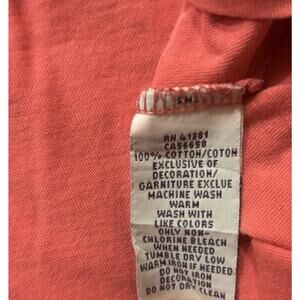 RN 41381
CA56658
100% COTTON/COTON
EXCLUSIVE OF
DECORATION/
GARNITURE EXCLUE
MACHINE WASH
WARM
WASH WITH
LIKE COLORS
ONLY NON-
CHLORINE BLEACH
WHEN NEEDED
TUMBLE DRY LOW
WARM IRON IF NEEDED
DO NOT IRON
DECORATION
DO NOT DRY CLEAN